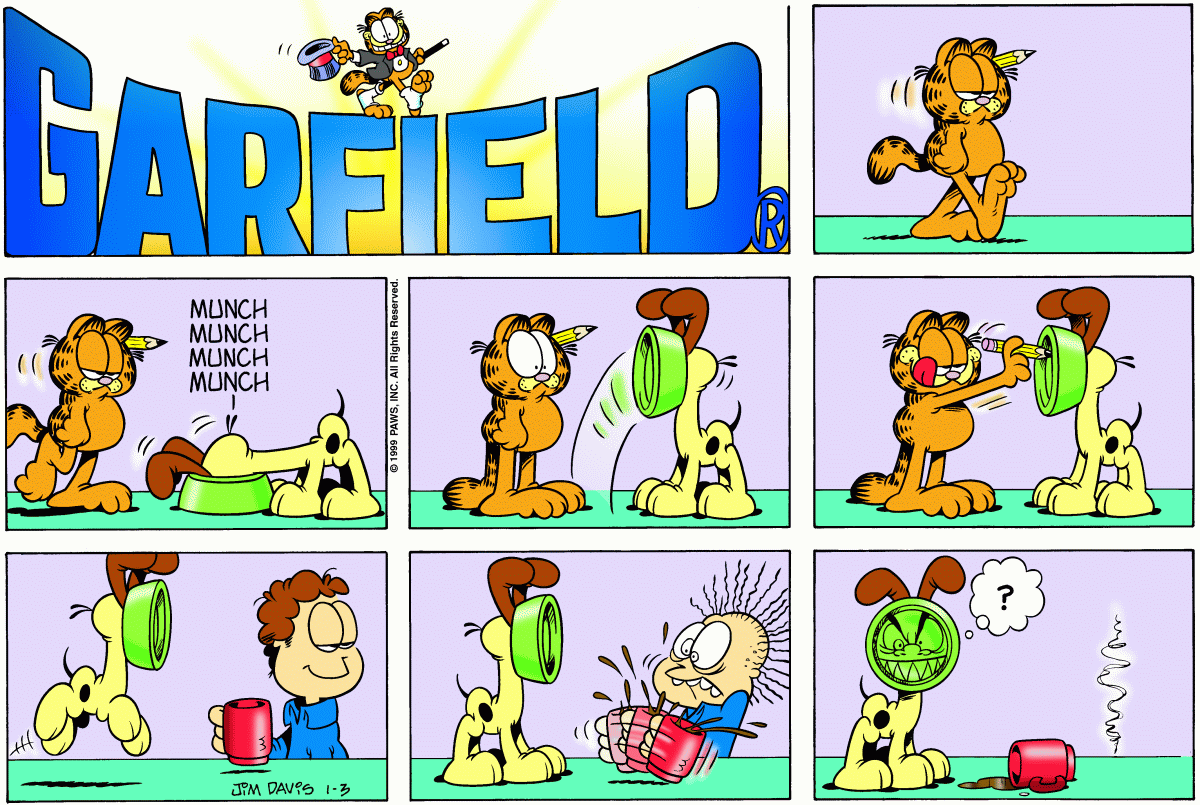 GARFIELD®
MUNCH
MUNCH
MUNCH
MUNCH
© 1999 PAWS, INC. All Rights Reserved.
JIM DAVIS 1-3
?